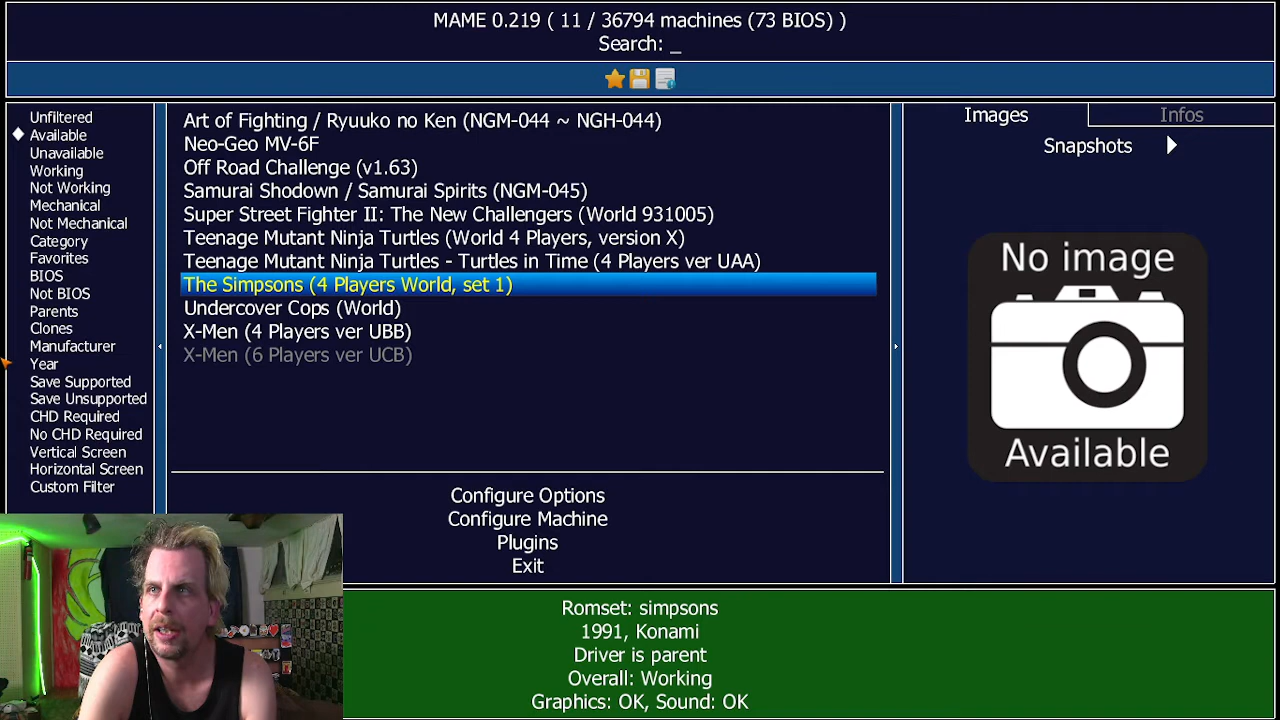 MAME 0.219 ( 11 / 36794 machines (73 BIOS) )
Search: _
Unfiltered
Available
Unavailable
Working
Not Working
Mechanical
Not Mechanical
Category
Favorites
BIOS
Not BIOS
Parents
Clones
Manufacturer
Year
Save Supported
Save Unsupported
CHD Required
No CHD Required
Vertical Screen
Horizontal Screen
Custom Filter
Art of Fighting / Ryuuko no Ken (NGM-044 ~ NGH-044)
Neo-Geo MV-6F
Off Road Challenge (v1.63)
Samurai Shodown / Samurai Spirits (NGM-045)
Super Street Fighter II: The New Challengers (World 931005)
Teenage Mutant Ninja Turtles (World 4 Players, version X)
Teenage Mutant Ninja Turtles - Turtles in Time (4 Players ver UAA)
The Simpsons (4 Players World, set 1)
Undercover Cops (World)
X-Men (4 Players ver UBB)
X-Men (6 Players ver UCB)
Configure Options
Configure Machine
Plugins
Exit
Images
Infos
Snapshots
No image
Available
Romset: simpsons
1991, Konami
Driver is parent
Overall: Working
Graphics: OK, Sound: OK